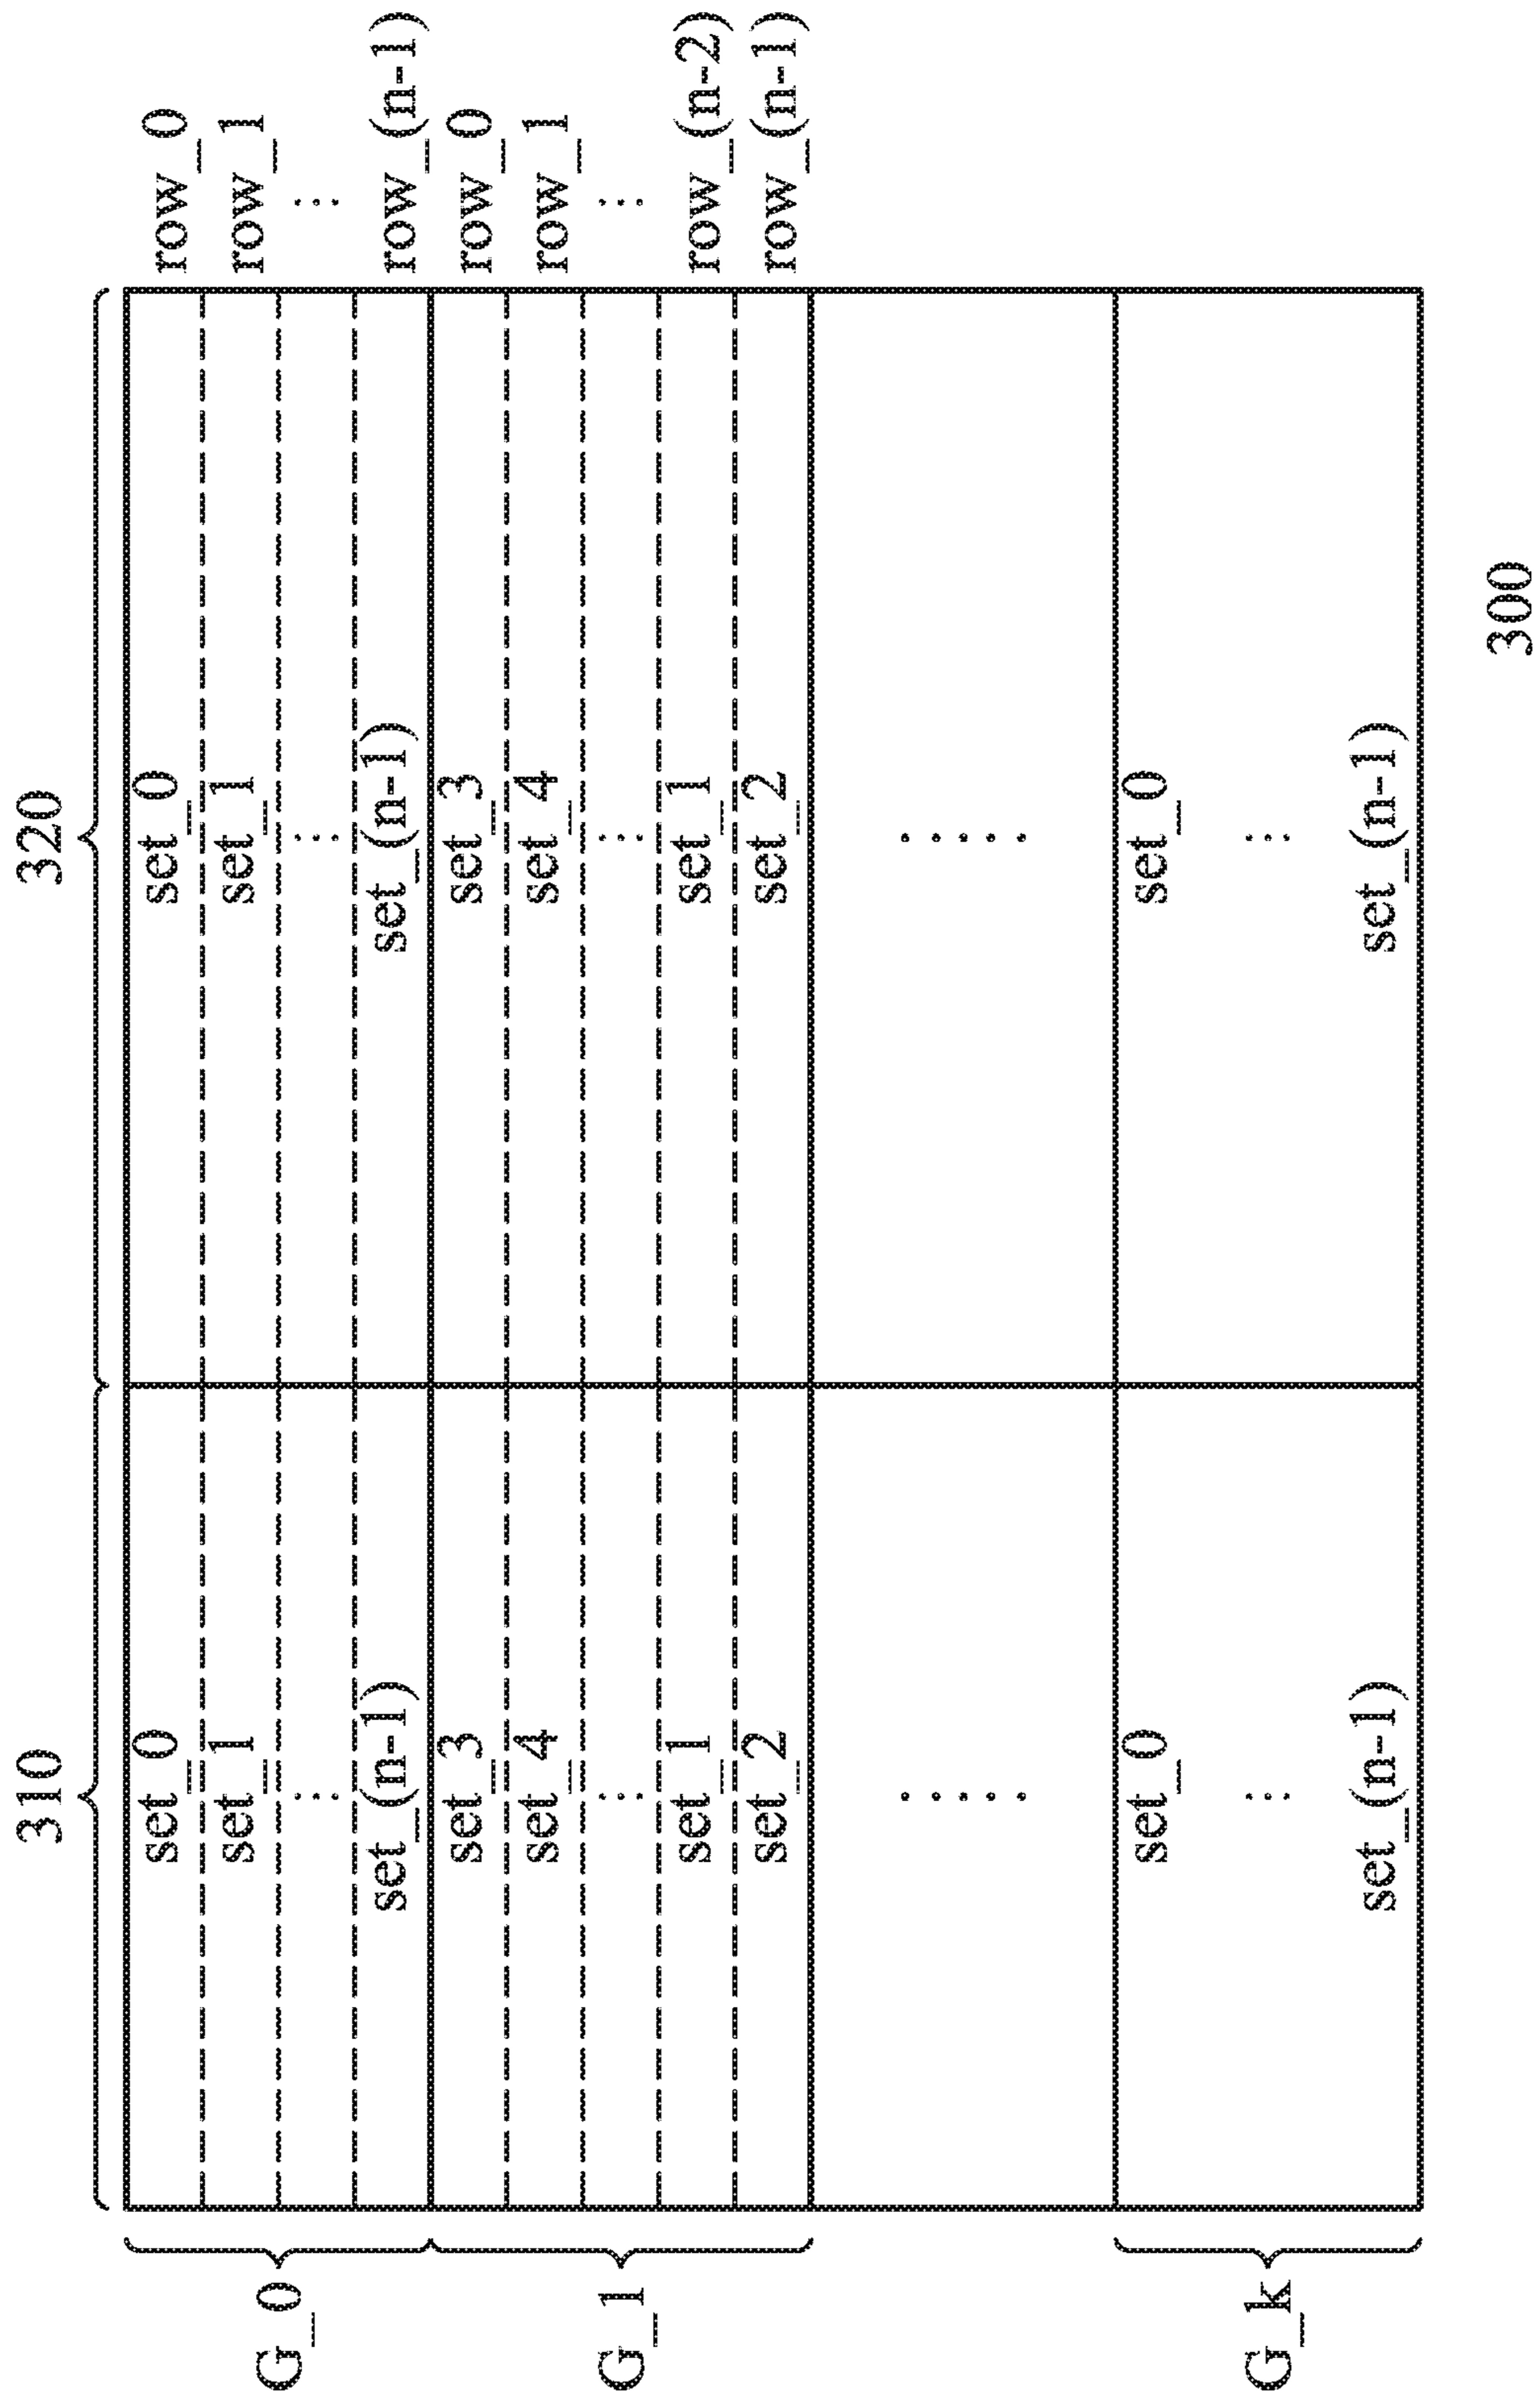 310 320
set_0 set_0 row_0
set_1 set_1 row_1
⋮ ⋮ ⋮
G_0
set_(n-1) set_(n-1) row_(n-1)
set_3 set_3 row_0
set_4 set_4 row_1
G_1
⋮ ⋮ ⋮
set_1 set_1 row_(n-2)
set_2 set_2 row_(n-1)
set_0 set_0
G_k
⋮ ⋮
set_(n-1) set_(n-1)
300